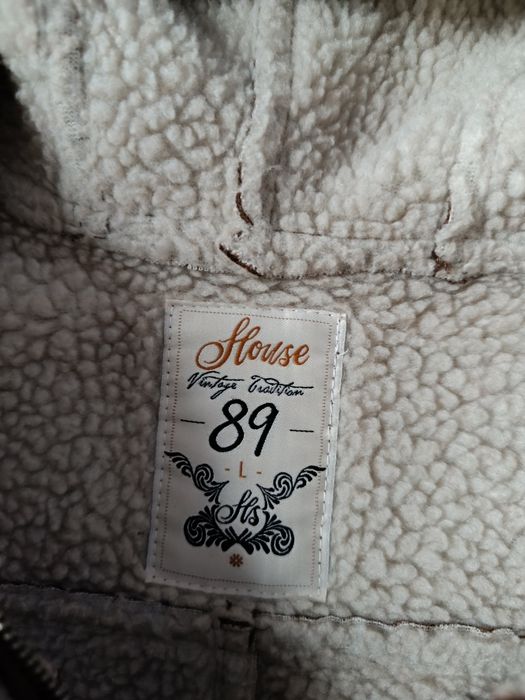 House
Vintage Tradition
- 89 -
- L -
Hs